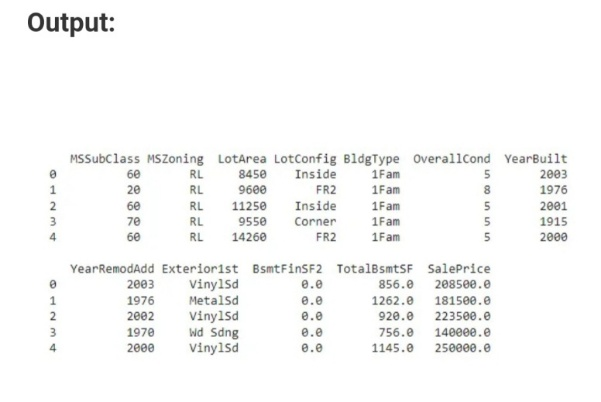 Output:
MSSubClass MSZoning LotArea LotConfig BldgType OverallCond YearBuilt
0 60 RL 8450 Inside 1Fam 5 2003
1 20 RL 9600 FR2 1Fam 8 1976
2 60 RL 11250 Inside 1Fam 5 2001
3 70 RL 9550 Corner 1Fam 5 1915
4 60 RL 14260 FR2 1Fam 5 2000
YearRemodAdd Exterior1st BsmtFinSF2 TotalBsmtSF SalePrice
0 2003 VinylSd 0.0 856.0 208500.0
1 1976 MetalSd 0.0 1262.0 181500.0
2 2002 VinylSd 0.0 920.0 223500.0
3 1970 Wd Sdng 0.0 756.0 140000.0
4 2000 VinylSd 0.0 1145.0 250000.0